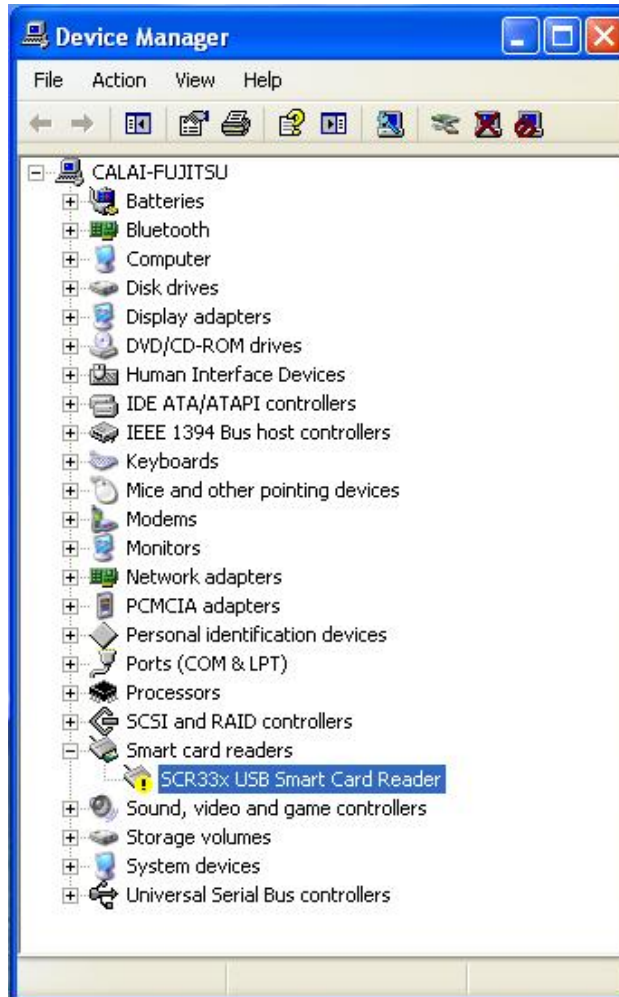 Device Manager
File Action View Help
CALAI-FUJITSU
Batteries
Bluetooth
Computer
Disk drives
Display adapters
DVD/CD-ROM drives
Human Interface Devices
IDE ATA/ATAPI controllers
IEEE 1394 Bus host controllers
Keyboards
Mice and other pointing devices
Modems
Monitors
Network adapters
PCMCIA adapters
Personal identification devices
Ports (COM & LPT)
Processors
SCSI and RAID controllers
Smart card readers
SCR33x USB Smart Card Reader
Sound, video and game controllers
Storage volumes
System devices
Universal Serial Bus controllers